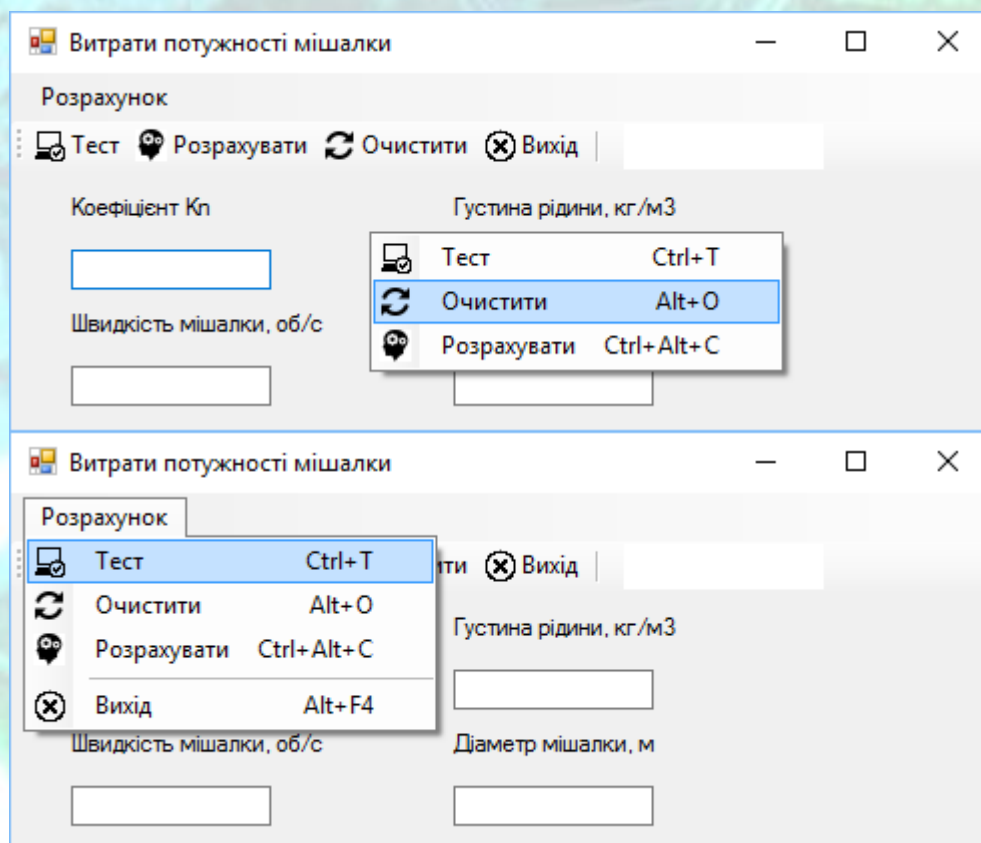 Витрати потужності мішалки
Розрахунок
Тест Розрахувати Очистити Вихід
Коефіцієнт Кп Густина рідини, кг/м3
Тест Ctrl+T
Очистити Alt+O
Швидкість мішалки, об/с
Розрахувати Ctrl+Alt+C
Витрати потужності мішалки
Розрахунок
Тест Ctrl+T
ити Вихід
Очистити Alt+O
Густина рідини, кг/м3
Розрахувати Ctrl+Alt+C
Вихід Alt+F4
Швидкість мішалки, об/с Діаметр мішалки, м